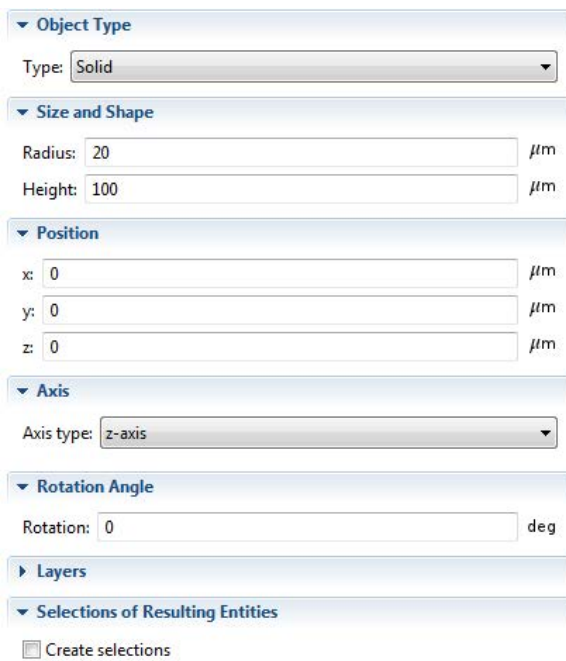 Object Type
Type: Solid
Size and Shape
Radius: 20 μm
Height: 100 μm
Position
x: 0 μm
y: 0 μm
z: 0 μm
Axis
Axis type: z-axis
Rotation Angle
Rotation: 0 deg
Layers
Selections of Resulting Entities
Create selections